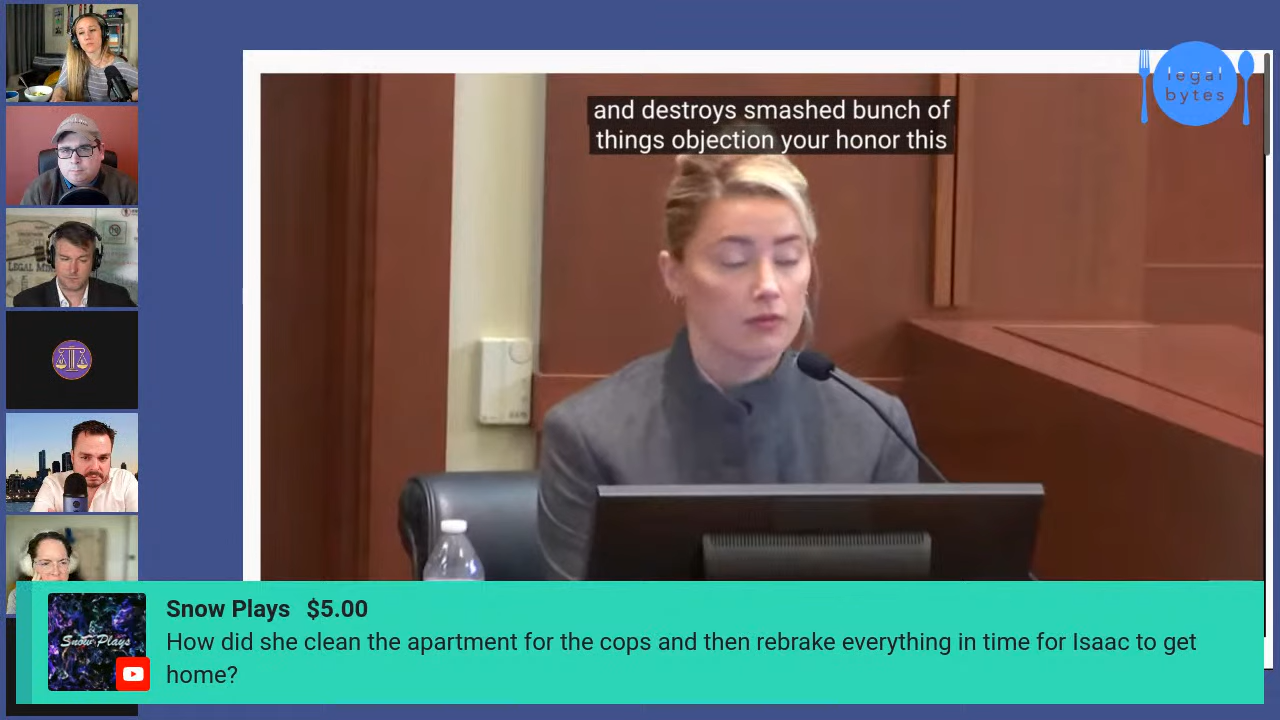 and destroys smashed bunch of
things objection your honor this
legal
bytes
LEGAL
Snow Plays
Snow Plays $5.00
How did she clean the apartment for the cops and then rebrake everything in time for Isaac to get
home?